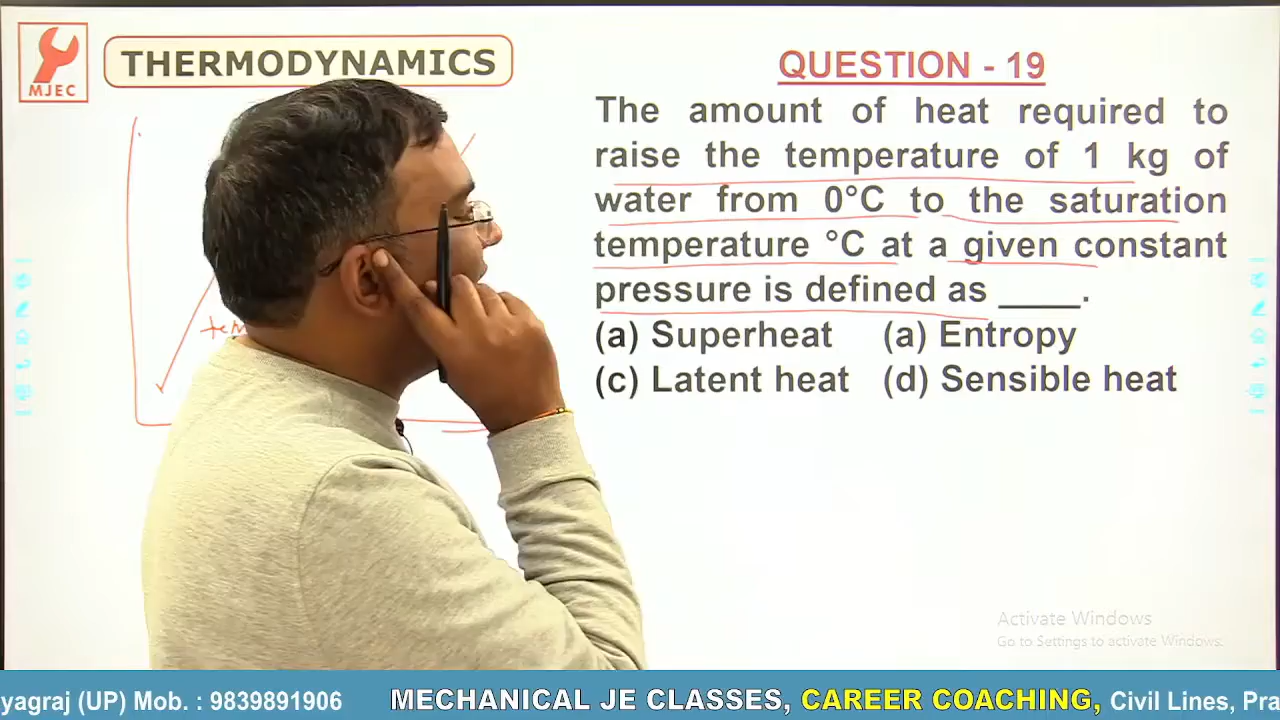 MJEC
THERMODYNAMICS
QUESTION - 19
The amount of heat required to
raise the temperature of 1 kg of
water from 0°C to the saturation
temperature °C at a given constant
pressure is defined as ____.
(a) Superheat (a) Entropy
(c) Latent heat (d) Sensible heat
Activate Windows
Go to Settings to activate Windows.
yagraj (UP) Mob. : 9839891906 MECHANICAL JE CLASSES, CAREER COACHING, Civil Lines, Pra